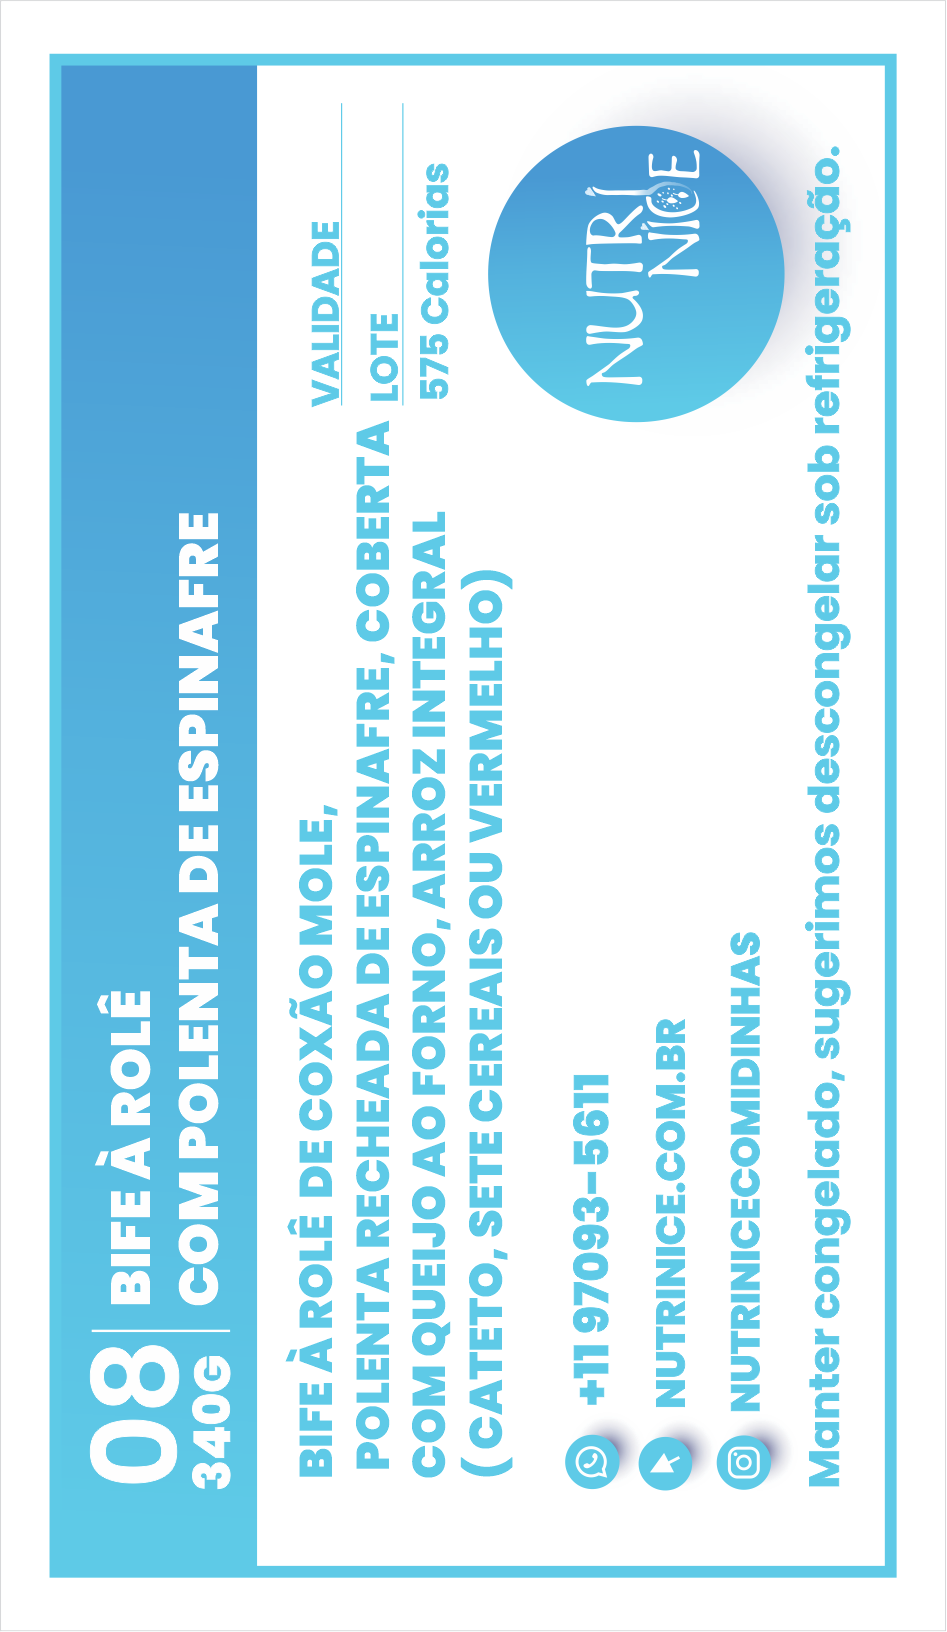 08
340G
BIFE À ROLÊ
COM POLENTA DE ESPINAFRE
BIFE À ROLÊ DE COXÃO MOLE,
POLENTA RECHEADA DE ESPINAFRE, COBERTA
COM QUEIJO AO FORNO, ARROZ INTEGRAL
( CATETO, SETE CEREAIS OU VERMELHO)
VALIDADE
LOTE
575 Calorias
+11 97093-5611
NUTRINICE.COM.BR
NUTRINICECOMIDINHAS
NUTRÍ
NICE
Manter congelado, sugerimos descongelar sob refrigeração.